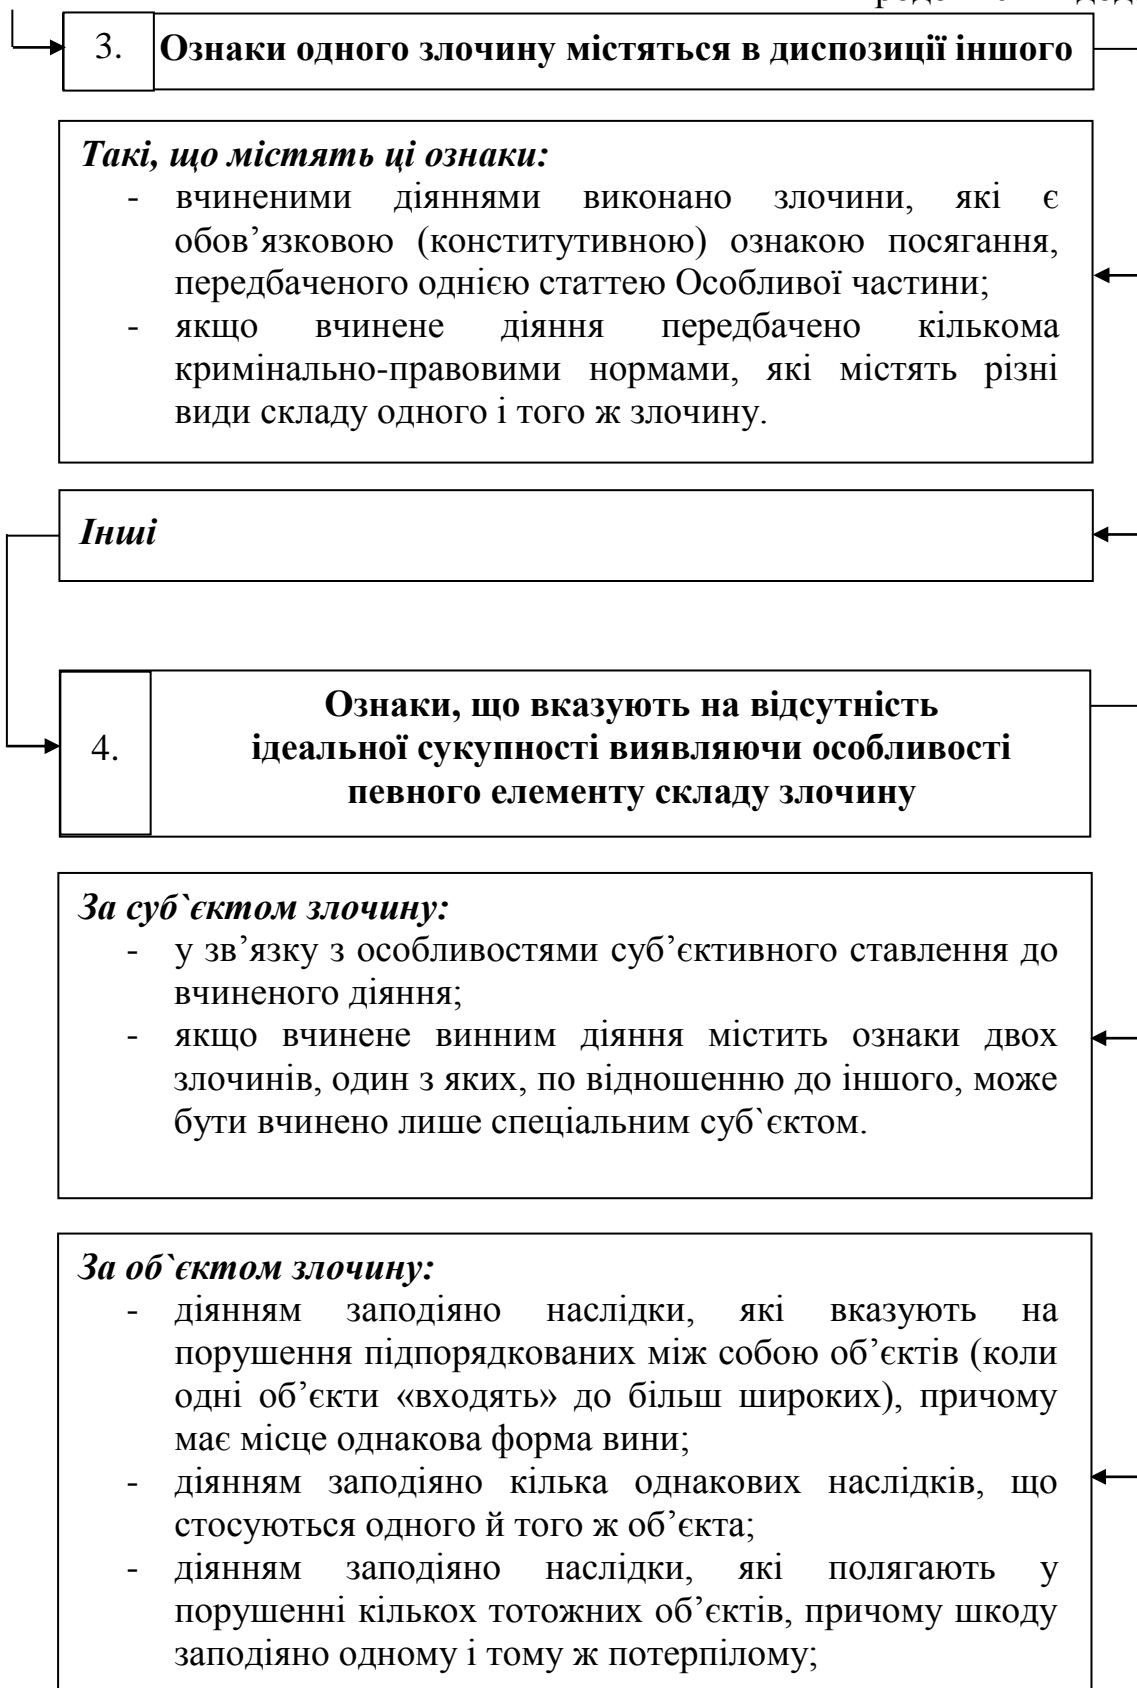 3. Ознаки одного злочину містяться в диспозиції іншого
Такі, що містять ці ознаки:
- вчиненими діяннями виконано злочини, які є
обов’язковою (конститутивною) ознакою посягання,
передбаченого однією статтею Особливої частини;
- якщо вчинене діяння передбачено кількома
кримінально-правовими нормами, які містять різні
види складу одного і того ж злочину.
Інші
4.
Ознаки, що вказують на відсутність
ідеальної сукупності виявляючи особливості
певного елементу складу злочину
За суб`єктом злочину:
- у зв’язку з особливостями суб’єктивного ставлення до
вчиненого діяння;
- якщо вчинене винним діяння містить ознаки двох
злочинів, один з яких, по відношенню до іншого, може
бути вчинено лише спеціальним суб`єктом.
За об`єктом злочину:
- діянням заподіяно наслідки, які вказують на
порушення підпорядкованих між собою об’єктів (коли
одні об’єкти «входять» до більш широких), причому
має місце однакова форма вини;
- діянням заподіяно кілька однакових наслідків, що
стосуються одного й того ж об’єкта;
- діянням заподіяно наслідки, які полягають у
порушенні кількох тотожних об’єктів, причому шкоду
заподіяно одному і тому ж потерпілому;